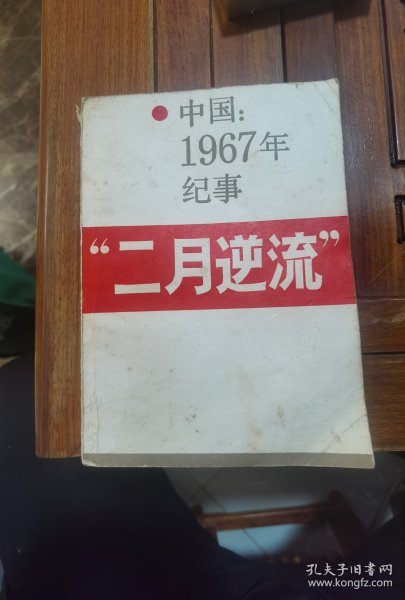 中国：
1967年
纪事
“二月逆流”
孔夫子旧书网
www.kongfz.com